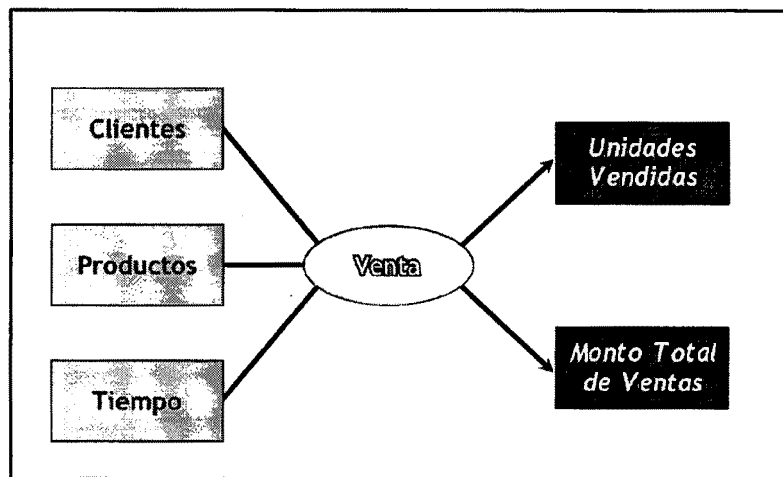 Clientes
Productos
Tiempo
Venta
Unidades
Vendidas
Monto Total
de Ventas